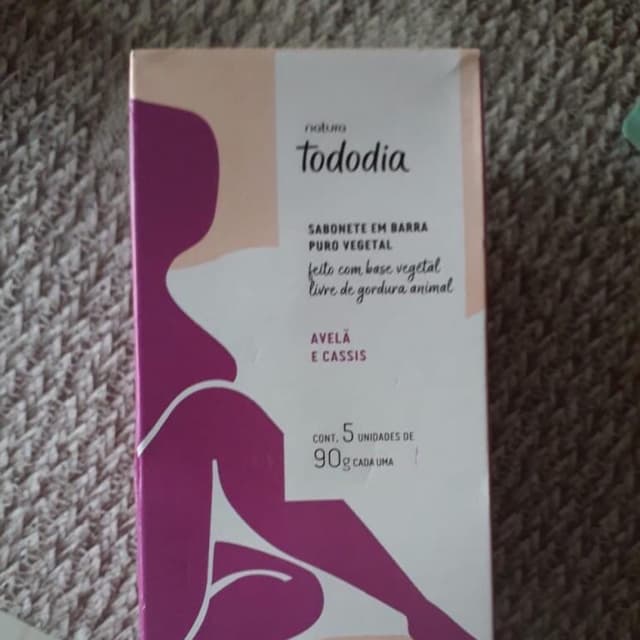 natura
Tododia
SABONETE EM BARRA
PURO VEGETAL
feito com base vegetal
livre de gordura animal
AVELÃ
E CASSIS
CONT. 5 UNIDADES DE
90g CADA UMA